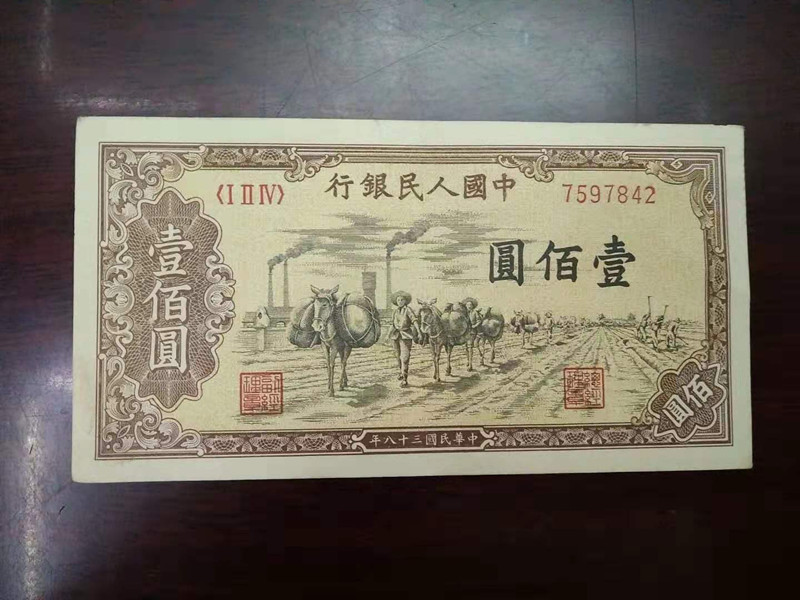 〈I II IV〉
中國人民銀行
7597842
壹佰圓
壹佰圓
佰圓
中華民國三十八年